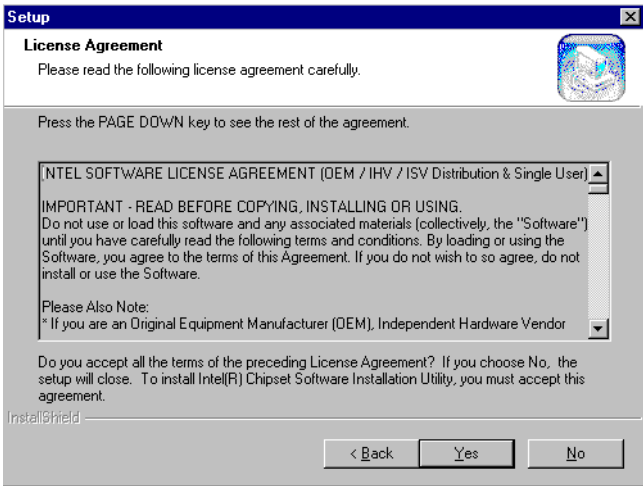 Setup
License Agreement
Please read the following license agreement carefully.
Press the PAGE DOWN key to see the rest of the agreement.
INTEL SOFTWARE LICENSE AGREEMENT (OEM / IHV / ISV Distribution & Single User)
IMPORTANT - READ BEFORE COPYING, INSTALLING OR USING.
Do not use or load this software and any associated materials (collectively, the "Software")
until you have carefully read the following terms and conditions. By loading or using the
Software, you agree to the terms of this Agreement. If you do not wish to so agree, do not
install or use the Software.
Please Also Note:
* If you are an Original Equipment Manufacturer (OEM), Independent Hardware Vendor
Do you accept all the terms of the preceding License Agreement? If you choose No, the
setup will close. To install Intel(R) Chipset Software Installation Utility, you must accept this
agreement.
InstallShield
< Back
Yes
No